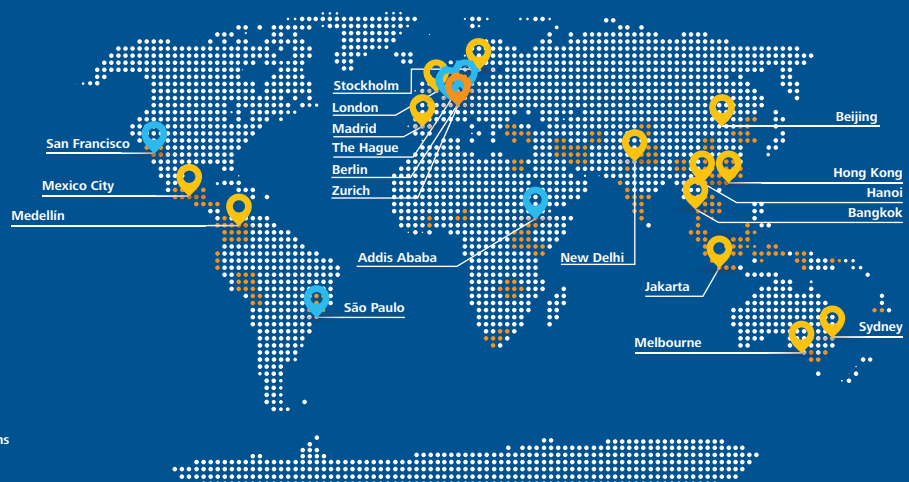 Stockholm
London
Madrid
The Hague
Berlin
Zurich
San Francisco
Mexico City
Medellín
Beijing
Hong Kong
Hanoi
Bangkok
Addis Ababa
New Delhi
Jakarta
São Paulo
Sydney
Melbourne